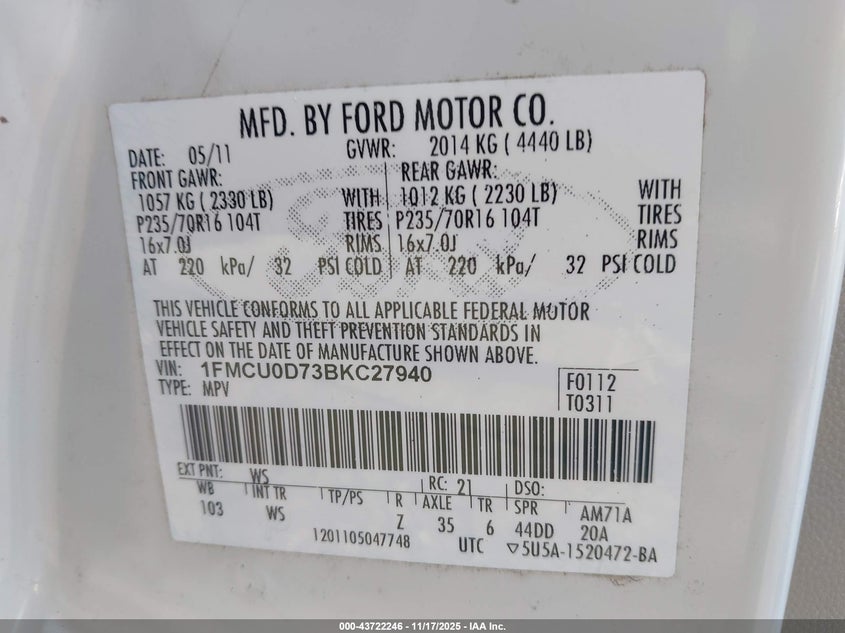 MFD. BY FORD MOTOR CO.
DATE: 05/11 GVWR: 2014 KG ( 4440 LB)
FRONT GAWR: REAR GAWR:
1057 KG ( 2330 LB) WITH 1012 KG ( 2230 LB) WITH
P235/70R16 104T TIRES P235/70R16 104T TIRES
16x7.0J RIMS 16x7.0J RIMS
AT 220 kPa/ 32 PSI COLD AT 220 kPa/ 32 PSI COLD
THIS VEHICLE CONFORMS TO ALL APPLICABLE FEDERAL MOTOR
VEHICLE SAFETY AND THEFT PREVENTION STANDARDS IN
EFFECT ON THE DATE OF MANUFACTURE SHOWN ABOVE.
VIN: 1FMCU0D73BKC27940
TYPE: MPV
F0112
T0311
EXT PNT: WS RC: 21 DSO:
WB INT TR TP/PS R AXLE TR SPR AM71A
103 WS Z 35 6 44DD 20A
1201105047748 UTC ▽5U5A-1520472-BA
000-43722246 - 11/17/2025 - IAA Inc.